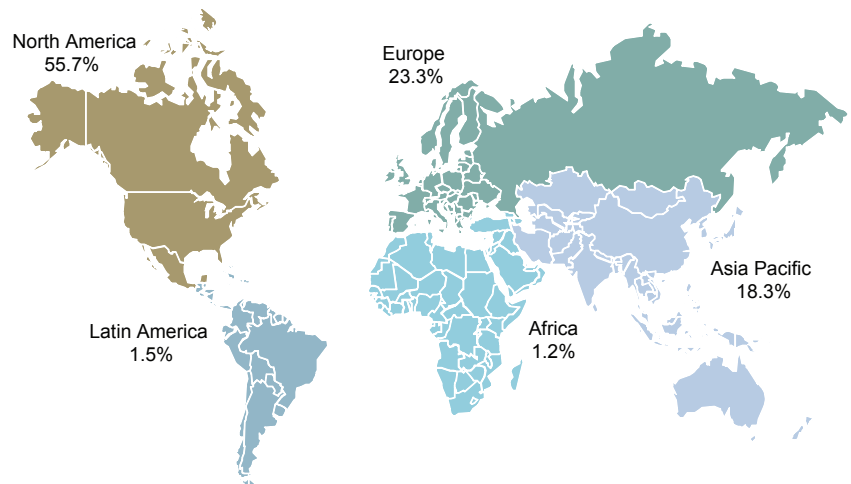 North America
55.7%
Europe
23.3%
Asia Pacific
18.3%
Latin America
1.5%
Africa
1.2%